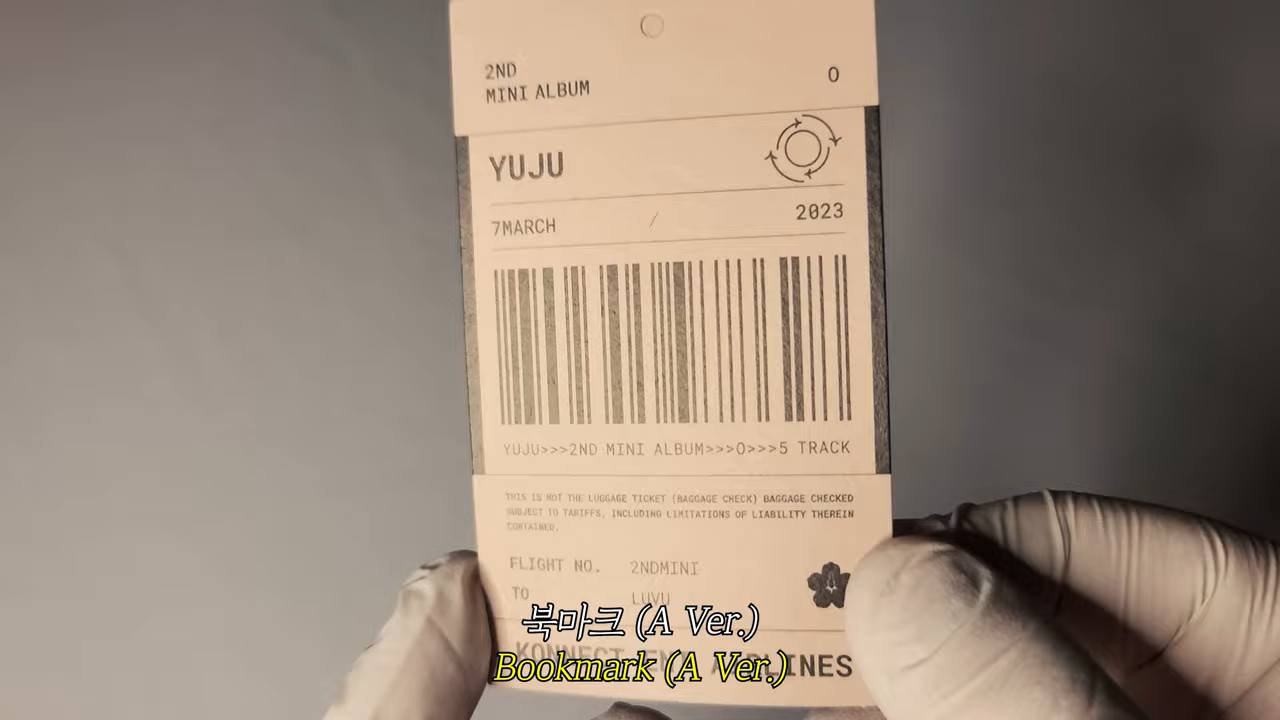 2ND
MINI ALBUM
O
YUJU
7MARCH / 2023
YUJU>>>2ND MINI ALBUM>>>O>>>5 TRACK
THIS IS NOT THE LUGGAGE TICKET (BAGGAGE CHECK) BAGGAGE CHECKED
SUBJECT TO TARIFFS, INCLUDING LIMITATIONS OF LIABILITY THEREIN
CONTAINED.
FLIGHT NO. 2NDMINI
TO LUVU
북마크 (A Ver.)
KONNECT
Bookmark (A Ver.)